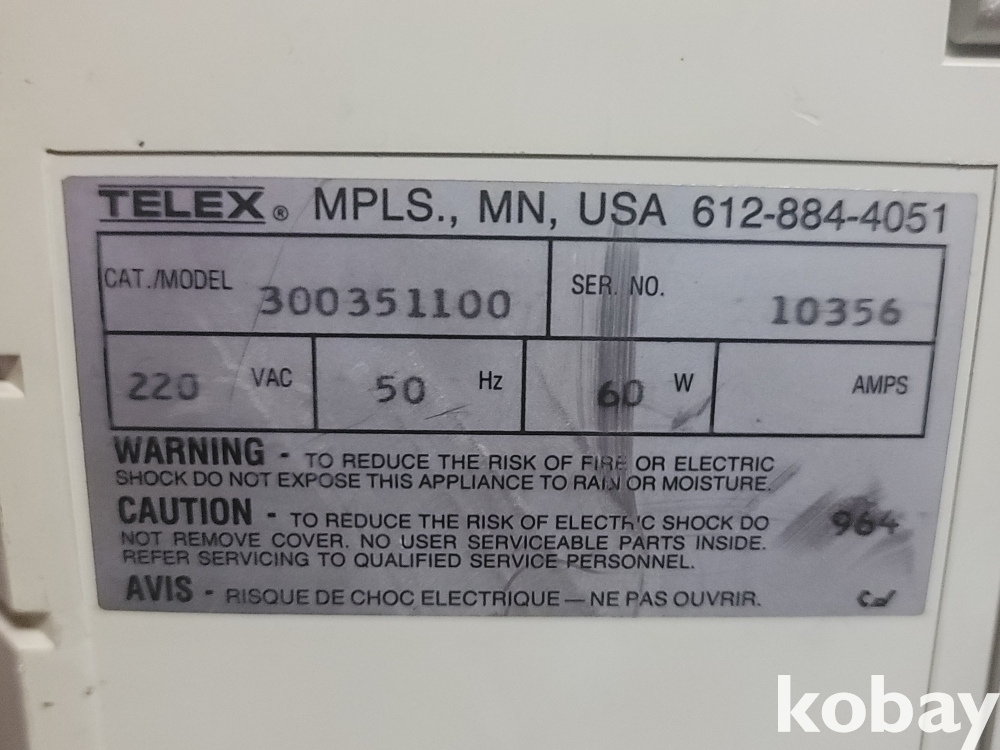 TELEX® MPLS., MN, USA 612-884-4051
CAT./MODEL 300351100 SER. NO. 10356
220 VAC 50 Hz 60 W AMPS
WARNING - TO REDUCE THE RISK OF FIRE OR ELECTRIC
SHOCK DO NOT EXPOSE THIS APPLIANCE TO RAIN OR MOISTURE.
CAUTION - TO REDUCE THE RISK OF ELECTRIC SHOCK DO
NOT REMOVE COVER. NO USER SERVICEABLE PARTS INSIDE.
REFER SERVICING TO QUALIFIED SERVICE PERSONNEL.
964
AVIS - RISQUE DE CHOC ELECTRIQUE — NE PAS OUVRIR.
kobay